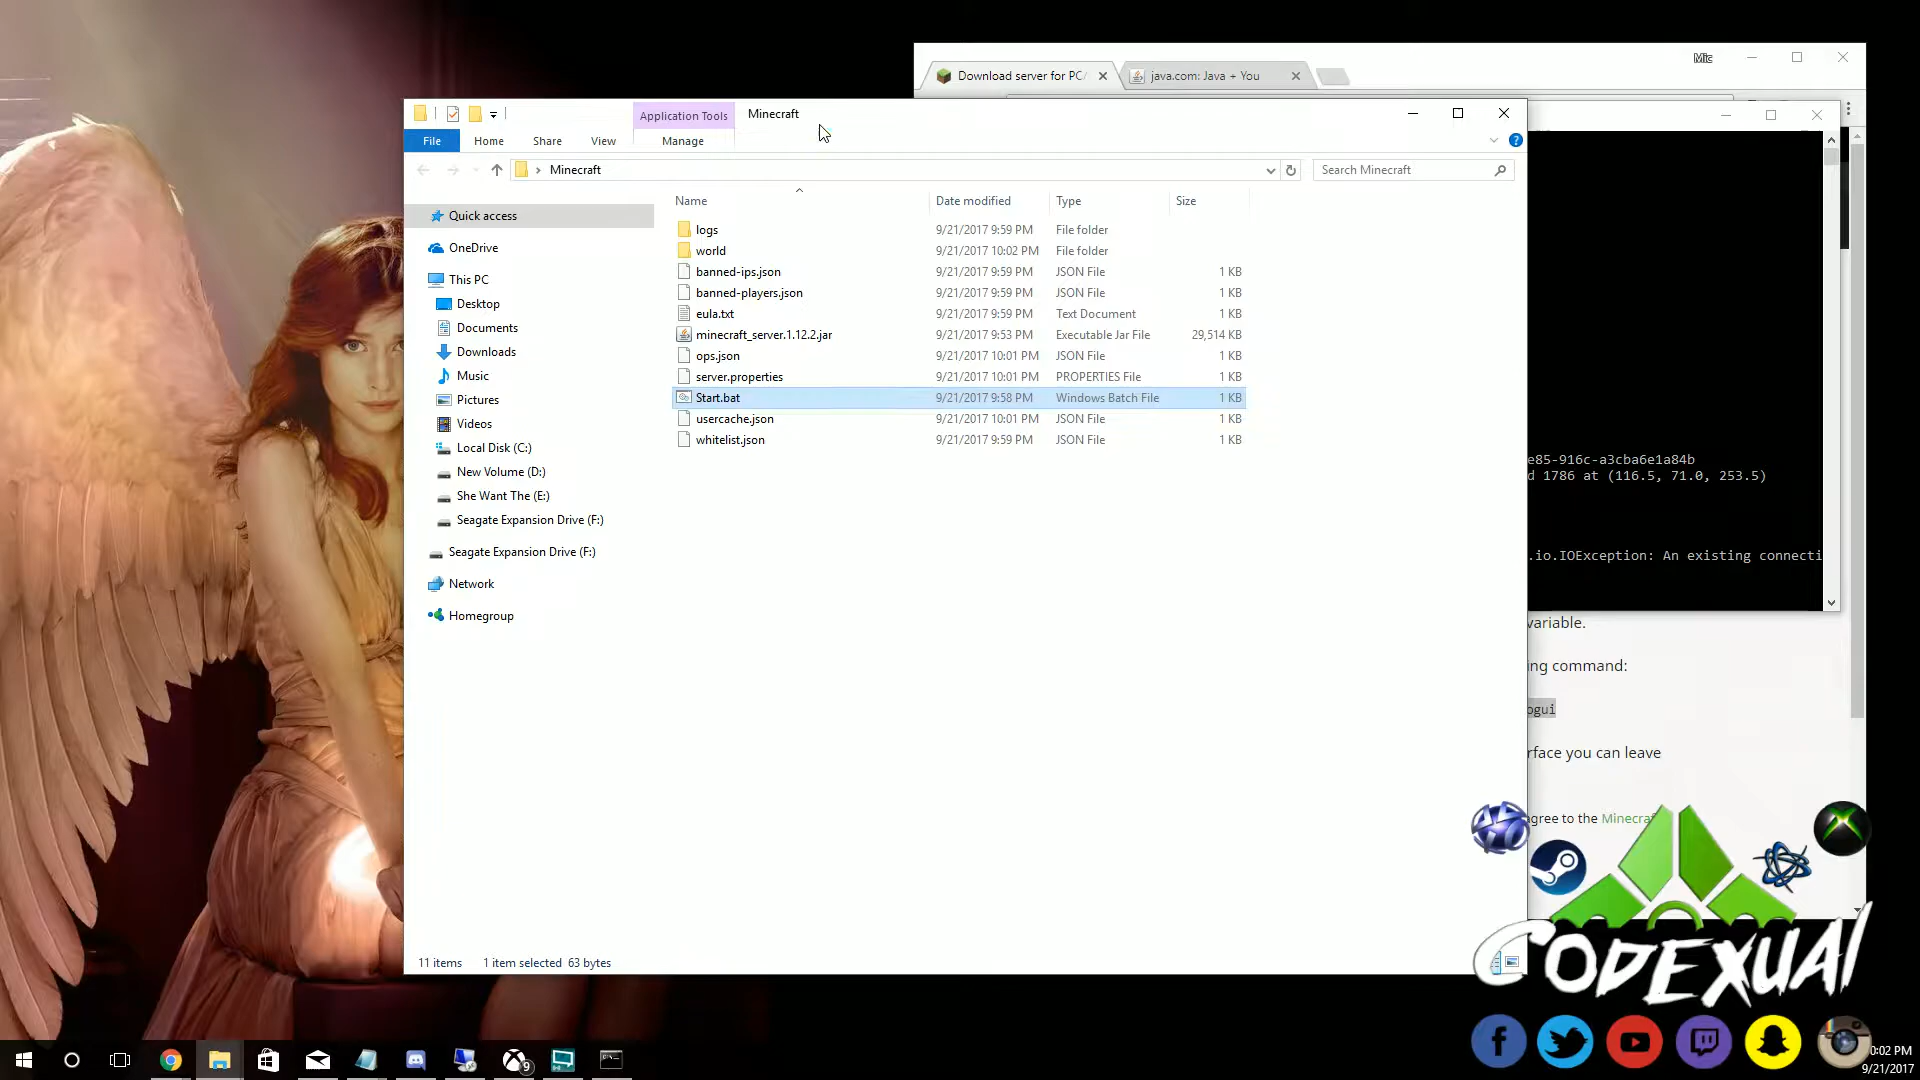 Mic
Download server for PC/
java.com: Java + You
Application Tools
Minecraft
File
Home
Share
View
Manage
Minecraft
Search Minecraft
Name
Date modified
Type
Size
Quick access
OneDrive
This PC
Desktop
Documents
Downloads
Music
Pictures
Videos
Local Disk (C:)
New Volume (D:)
She Want The (E:)
Seagate Expansion Drive (F:)
Seagate Expansion Drive (F:)
Network
Homegroup
logs 9/21/2017 9:59 PM File folder
world 9/21/2017 10:02 PM File folder
banned-ips.json 9/21/2017 9:59 PM JSON File 1 KB
banned-players.json 9/21/2017 9:59 PM JSON File 1 KB
eula.txt 9/21/2017 9:59 PM Text Document 1 KB
minecraft_server.1.12.2.jar 9/21/2017 9:53 PM Executable Jar File 29,514 KB
ops.json 9/21/2017 10:01 PM JSON File 1 KB
server.properties 9/21/2017 10:01 PM PROPERTIES File 1 KB
Start.bat 9/21/2017 9:58 PM Windows Batch File 1 KB
usercache.json 9/21/2017 10:01 PM JSON File 1 KB
whitelist.json 9/21/2017 9:59 PM JSON File 1 KB
e85-916c-a3cba6e1a84b
d 1786 at (116.5, 71.0, 253.5)
.io.IOException: An existing connecti
variable.
ing command:
ogui
rface you can leave
agree to the Minecra
11 items
1 item selected 63 bytes
CODEXUAL
9
0:02 PM
9/21/2017